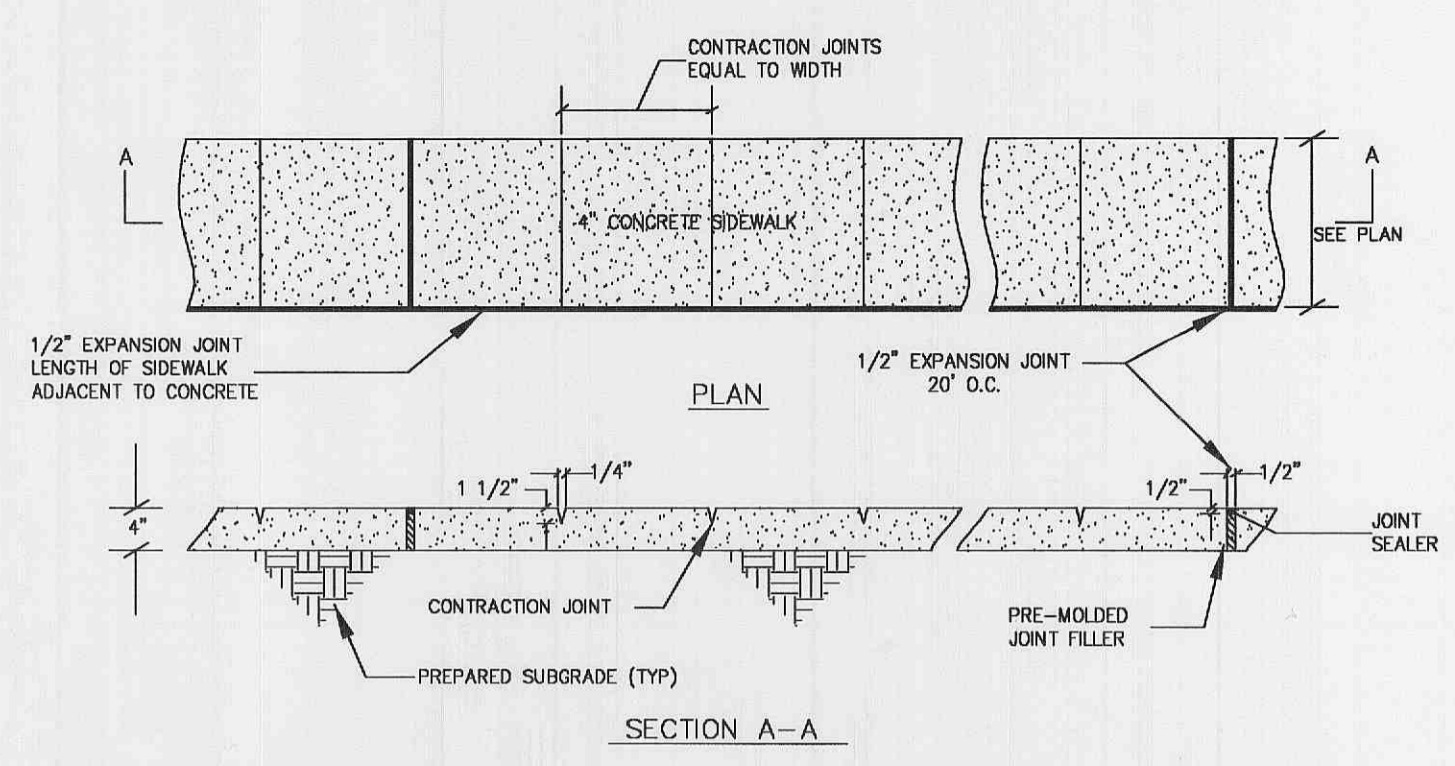 CONTRACTION JOINTS
EQUAL TO WIDTH
A
A
4" CONCRETE SIDEWALK
SEE PLAN
1/2" EXPANSION JOINT
LENGTH OF SIDEWALK
ADJACENT TO CONCRETE
1/2" EXPANSION JOINT
20' O.C.
PLAN
1 1/2"
1/4"
1/2"
1/2"
4"
JOINT
SEALER
CONTRACTION JOINT
PRE-MOLDED
JOINT FILLER
PREPARED SUBGRADE (TYP)
SECTION A-A